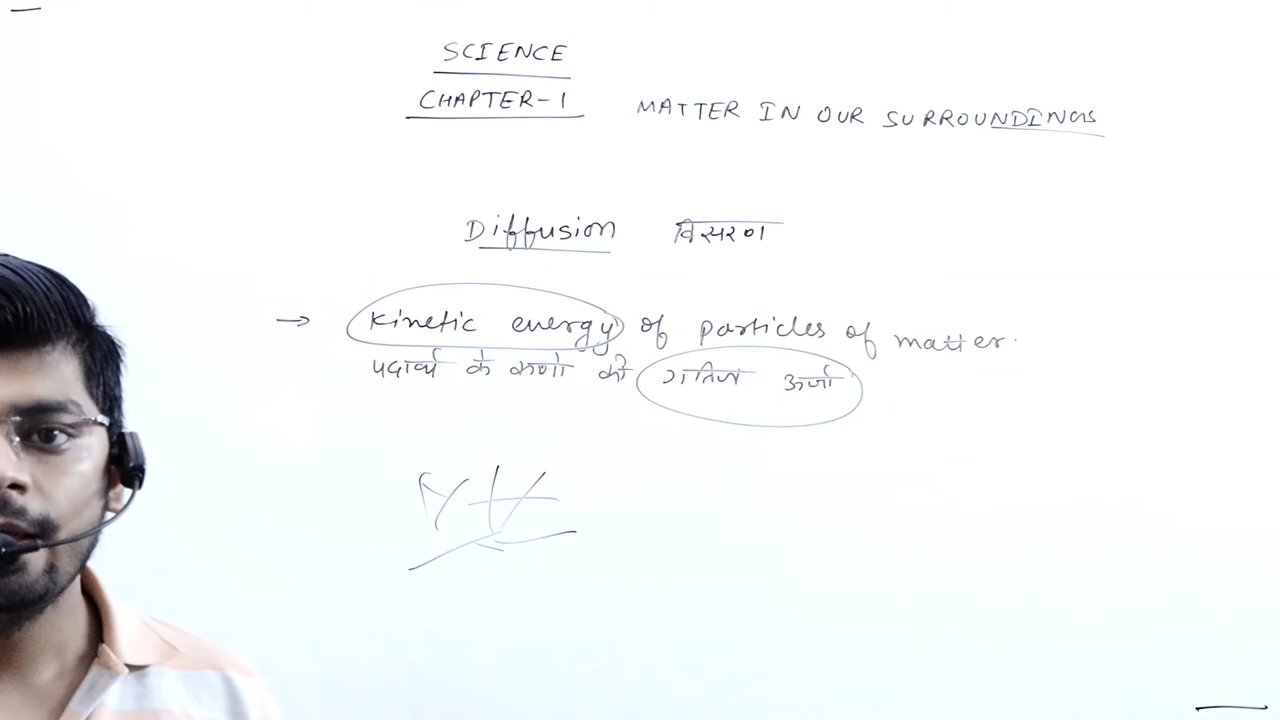 SCIENCE
CHAPTER-1 MATTER IN OUR SURROUNDINGS
Diffusion विसरण
→ Kinetic energy of particles of matter.
पदार्थ के कणों की गतिज ऊर्जा